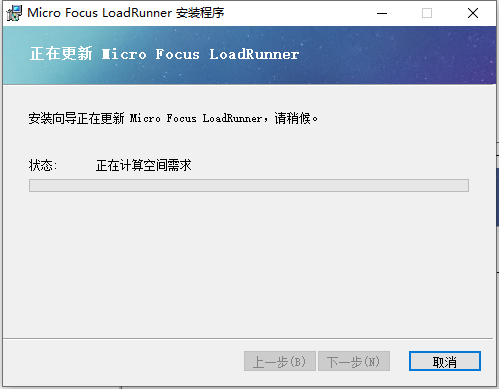 Micro Focus LoadRunner 安装程序
正在更新 Micro Focus LoadRunner
安装向导正在更新 Micro Focus LoadRunner，请稍候。
状态: 正在计算空间需求
上一步(B) 下一步(N) 取消